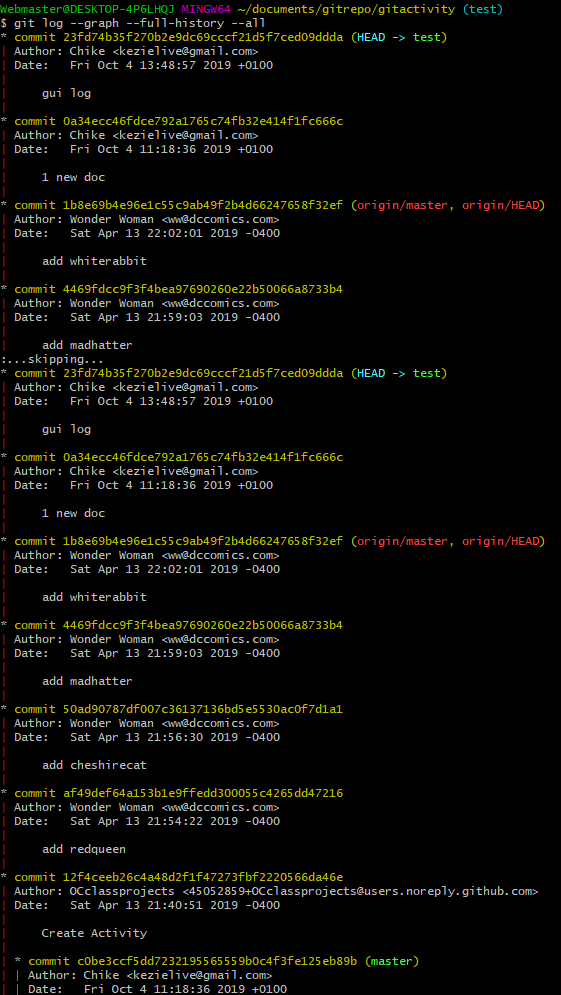 Webmaster@DESKTOP-4P6LHQJ MINGW64 ~/documents/gitrepo/gitactivity (test)
$ git log --graph --full-history --all
* commit 23fd74b35f270b2e9dc69cccf21d5f7ced09ddda (HEAD -> test)
| Author: Chike <kezielive@gmail.com>
| Date:   Fri Oct 4 13:48:57 2019 +0100
|
|     gui log
|
* commit 0a34ecc46fdce792a1765c74fb32e414f1fc666c
| Author: Chike <kezielive@gmail.com>
| Date:   Fri Oct 4 11:18:36 2019 +0100
|
|     1 new doc
|
* commit 1b8e69b4e96e1c55c9ab49f2b4d66247658f32ef (origin/master, origin/HEAD)
| Author: Wonder Woman <ww@dccomics.com>
| Date:   Sat Apr 13 22:02:01 2019 -0400
|
|     add whiterabbit
|
* commit 4469fdcc9f3f4bea97690260e22b50066a8733b4
| Author: Wonder Woman <ww@dccomics.com>
| Date:   Sat Apr 13 21:59:03 2019 -0400
|
|     add madhatter
:...skipping...
* commit 23fd74b35f270b2e9dc69cccf21d5f7ced09ddda (HEAD -> test)
| Author: Chike <kezielive@gmail.com>
| Date:   Fri Oct 4 13:48:57 2019 +0100
|
|     gui log
|
* commit 0a34ecc46fdce792a1765c74fb32e414f1fc666c
| Author: Chike <kezielive@gmail.com>
| Date:   Fri Oct 4 11:18:36 2019 +0100
|
|     1 new doc
|
* commit 1b8e69b4e96e1c55c9ab49f2b4d66247658f32ef (origin/master, origin/HEAD)
| Author: Wonder Woman <ww@dccomics.com>
| Date:   Sat Apr 13 22:02:01 2019 -0400
|
|     add whiterabbit
|
* commit 4469fdcc9f3f4bea97690260e22b50066a8733b4
| Author: Wonder Woman <ww@dccomics.com>
| Date:   Sat Apr 13 21:59:03 2019 -0400
|
|     add madhatter
|
* commit 50ad90787df007c36137136bd5e5530ac0f7d1a1
| Author: Wonder Woman <ww@dccomics.com>
| Date:   Sat Apr 13 21:56:30 2019 -0400
|
|     add cheshirecat
|
* commit af49def64a153b1e9ffedd300055c4265dd47216
| Author: Wonder Woman <ww@dccomics.com>
| Date:   Sat Apr 13 21:54:22 2019 -0400
|
|     add redqueen
|
* commit 12f4ceeb26c4a48d2f1f47273fbf2220566da46e
| Author: OCclassprojects <45052859+OCclassprojects@users.noreply.github.com>
| Date:   Sat Apr 13 21:40:51 2019 -0400
|
|     Create Activity
|
| * commit c0be3ccf5dd7232195565559b0c4f3fe125eb89b (master)
| | Author: Chike <kezielive@gmail.com>
| | Date:   Fri Oct 4 11:18:36 2019 +0100